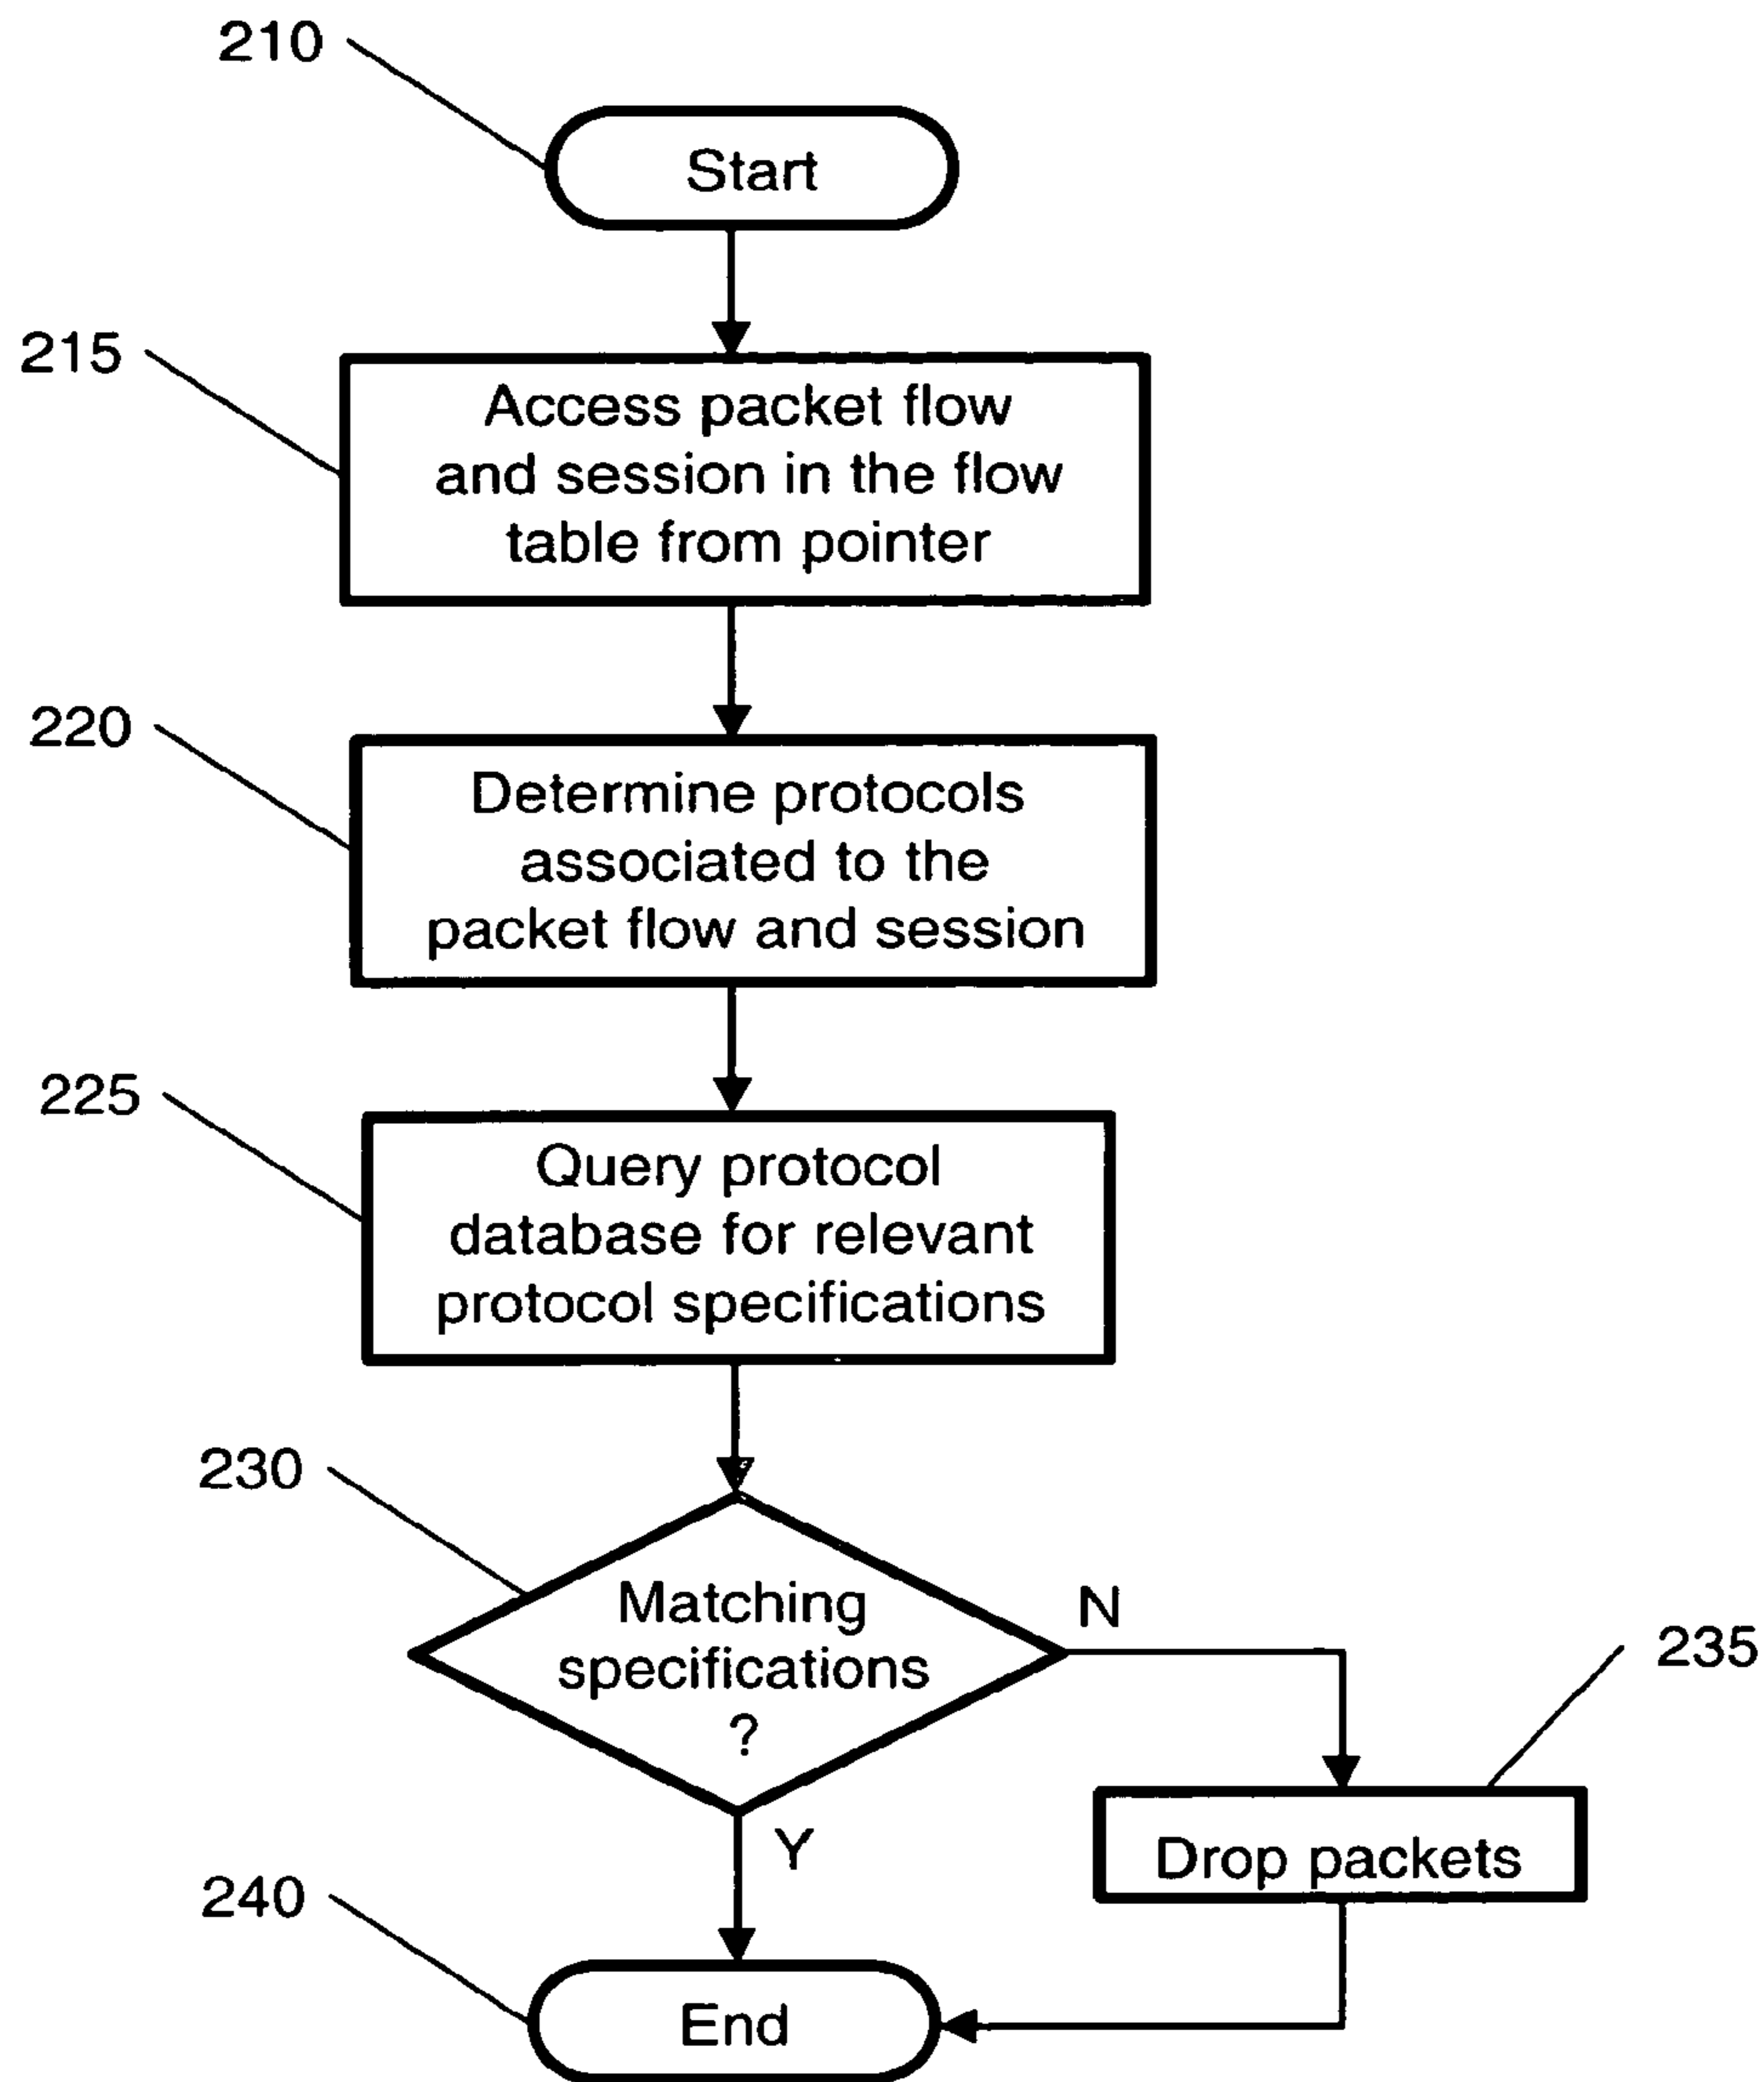 210
Start
215
Access packet flow
and session in the flow
table from pointer
220
Determine protocols
associated to the
packet flow and session
225
Query protocol
database for relevant
protocol specifications
230
Matching
specifications
?
N
235
Drop packets
Y
240
End